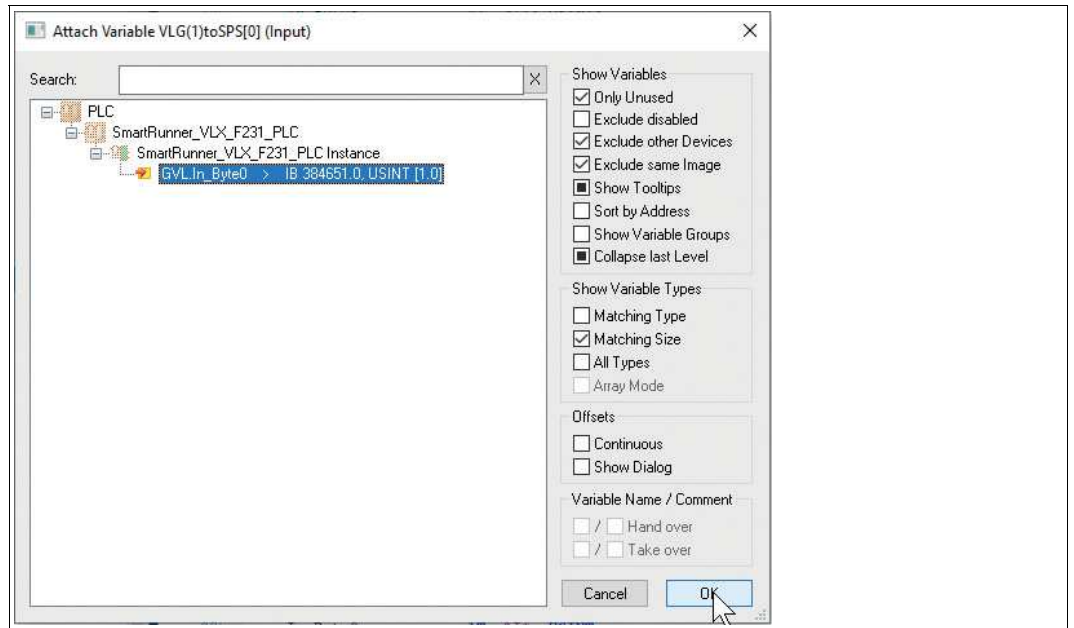 Attach Variable VLG(1)toSPS[0] (Input)
Search:
PLC
SmartRunner_VLX_F231_PLC
SmartRunner_VLX_F231_PLC Instance
GVL.In_Byte0 > IB 384651.0, USINT [1.0]
Show Variables
Only Unused
Exclude disabled
Exclude other Devices
Exclude same Image
Show Tooltips
Sort by Address
Show Variable Groups
Collapse last Level
Show Variable Types
Matching Type
Matching Size
All Types
Array Mode
Offsets
Continuous
Show Dialog
Variable Name / Comment
/ Hand over
/ Take over
Cancel
OK